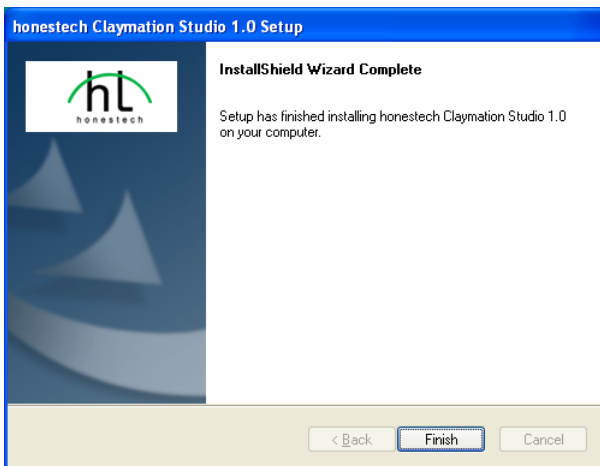 honestech Claymation Studio 1.0 Setup
hl
honestech
InstallShield Wizard Complete
Setup has finished installing honestech Claymation Studio 1.0
on your computer.
< Back
Finish
Cancel